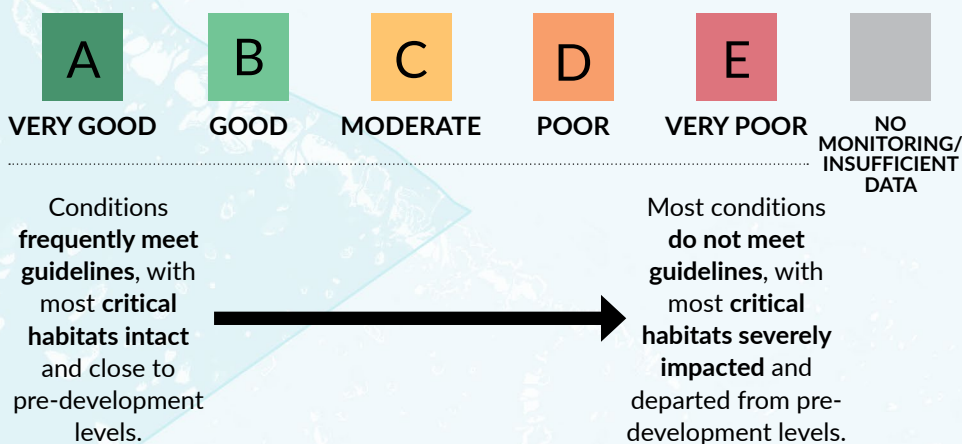 A
B
C
D
E
VERY GOOD
GOOD
MODERATE
POOR
VERY POOR
NO
MONITORING/
INSUFFICIENT
DATA
Conditions
frequently meet
guidelines, with
most critical
habitats intact
and close to
pre-development
levels.
Most conditions
do not meet
guidelines, with
most critical
habitats severely
impacted and
departed from pre-
development levels.